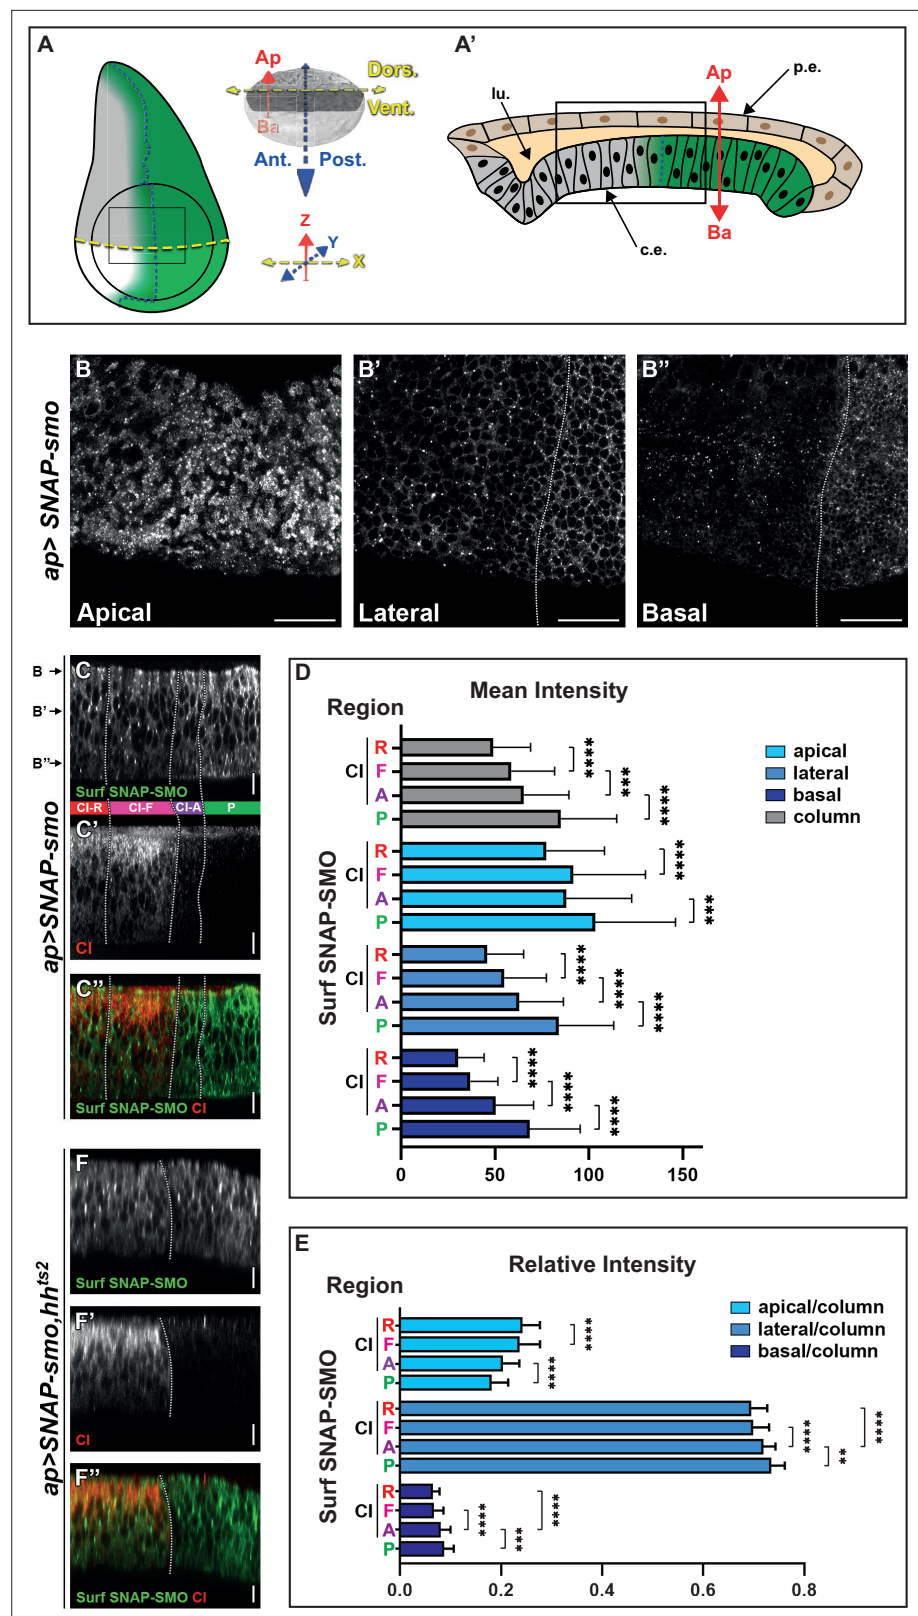 A
Ap
Dors.
Vent.
Ba
Ant. Post.
Z
Y
X
A'
Ap
p.e.
lu.
Ba
c.e.
ap> SNAP-smo
B
Apical
B'
Lateral
B"
Basal
B
B'
B"
C
Surf SNAP-SMO
CI-R CI-F CI-A P
C'
CI
C"
Surf SNAP-SMO CI
ap>SNAP-smo
D
Mean Intensity
Region
Surf SNAP-SMO
CI
R
F
A
P
CI
R
F
A
P
CI
R
F
A
P
CI
R
F
A
P
****
***
****
****
***
****
****
****
****
****
****
apical
lateral
basal
column
0 50 100 150
F
Surf SNAP-SMO
F'
CI
F"
Surf SNAP-SMO CI
ap>SNAP-smo,hhts2
E
Relative Intensity
Region
Surf SNAP-SMO
CI
R
F
A
P
CI
R
F
A
P
CI
R
F
A
P
****
****
****
****
**
****
****
***
apical/column
lateral/column
basal/column
0.0 0.2 0.4 0.6 0.8